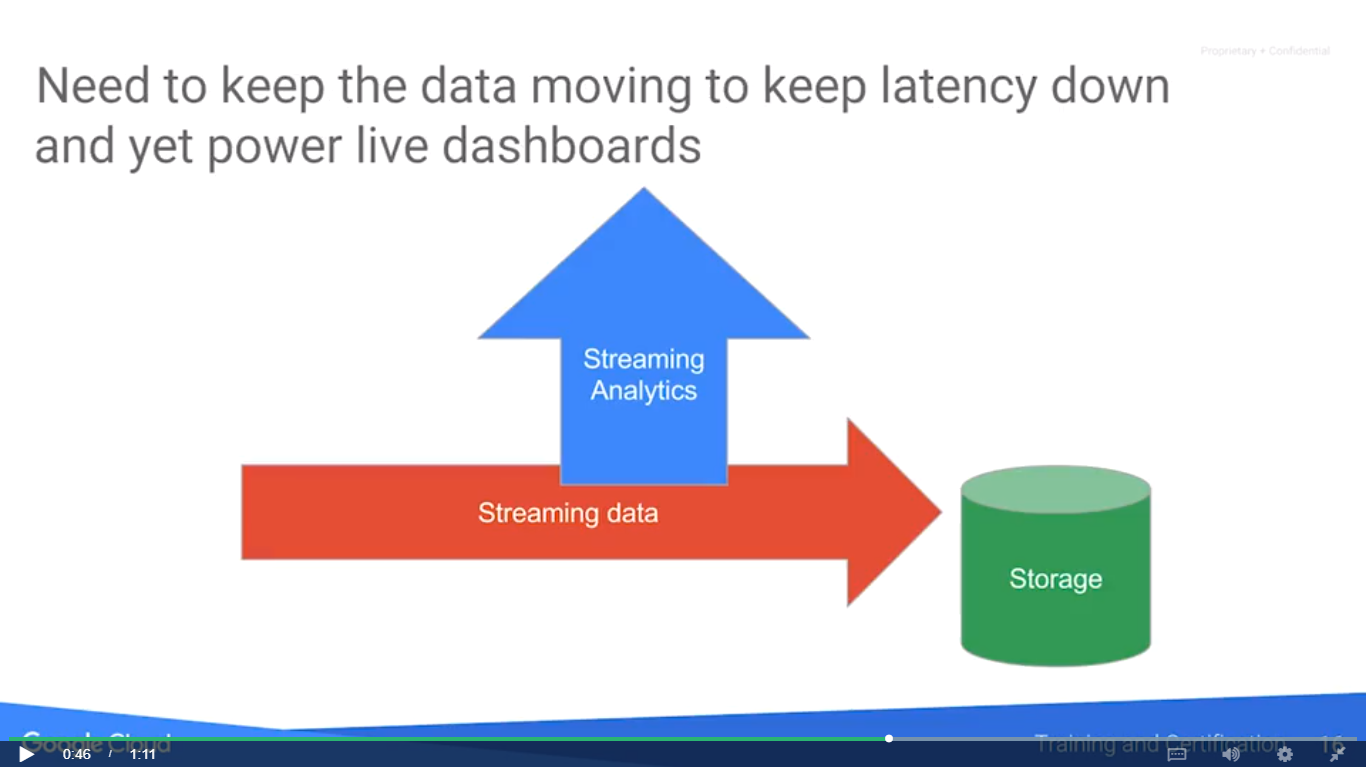 Proprietary + Confidential
Need to keep the data moving to keep latency down
and yet power live dashboards
Streaming
Analytics
Streaming data
Storage
Google Cloud
Training and Certification 16
0:46 / 1:11